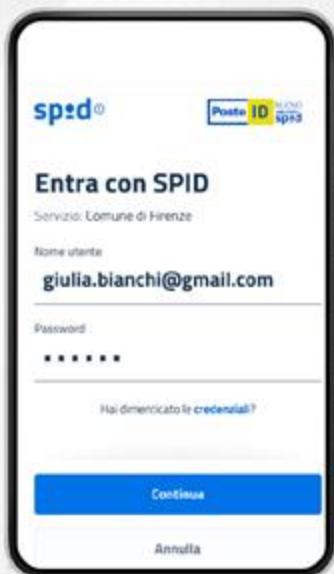 spid
Poste ID
spid
Entra con SPID
Servizio: Comune di Firenze
Nome utente
giulia.bianchi@gmail.com
Password
Hai dimenticato le credenziali?
Continua
Annulla